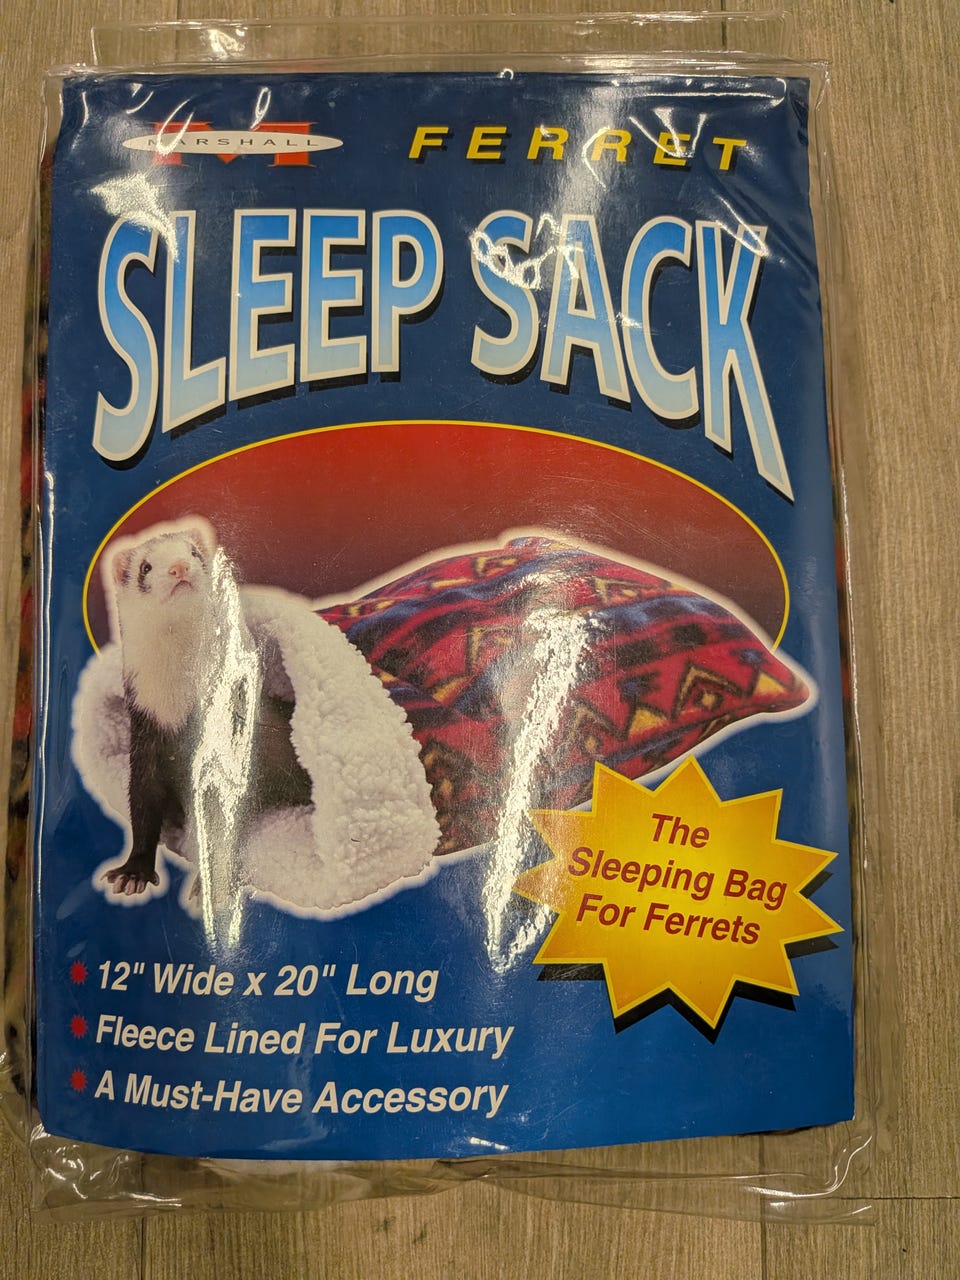 MARSHALL
FERRET
SLEEP SACK
The
Sleeping Bag
For Ferrets
12" Wide x 20" Long
Fleece Lined For Luxury
A Must-Have Accessory